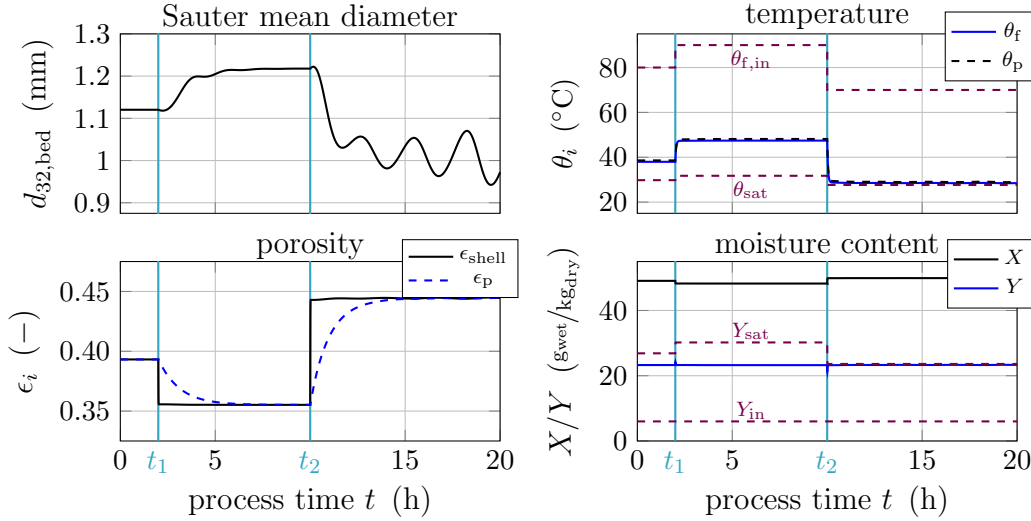 Sauter mean diameter
1.3
1.2
1.1
1
0.9
d32,bed (mm)
temperature
θf
θp
θf,in
θsat
80
60
40
20
θi (°C)
porosity
ϵshell
ϵp
0.45
0.40
0.35
ϵi (−)
0 t1 5 t2 15 20
process time t (h)
moisture content
X
Y
Ysat
Yin
40
20
0
X/Y (gwet/kgdry)
0 t1 5 t2 15 20
process time t (h)